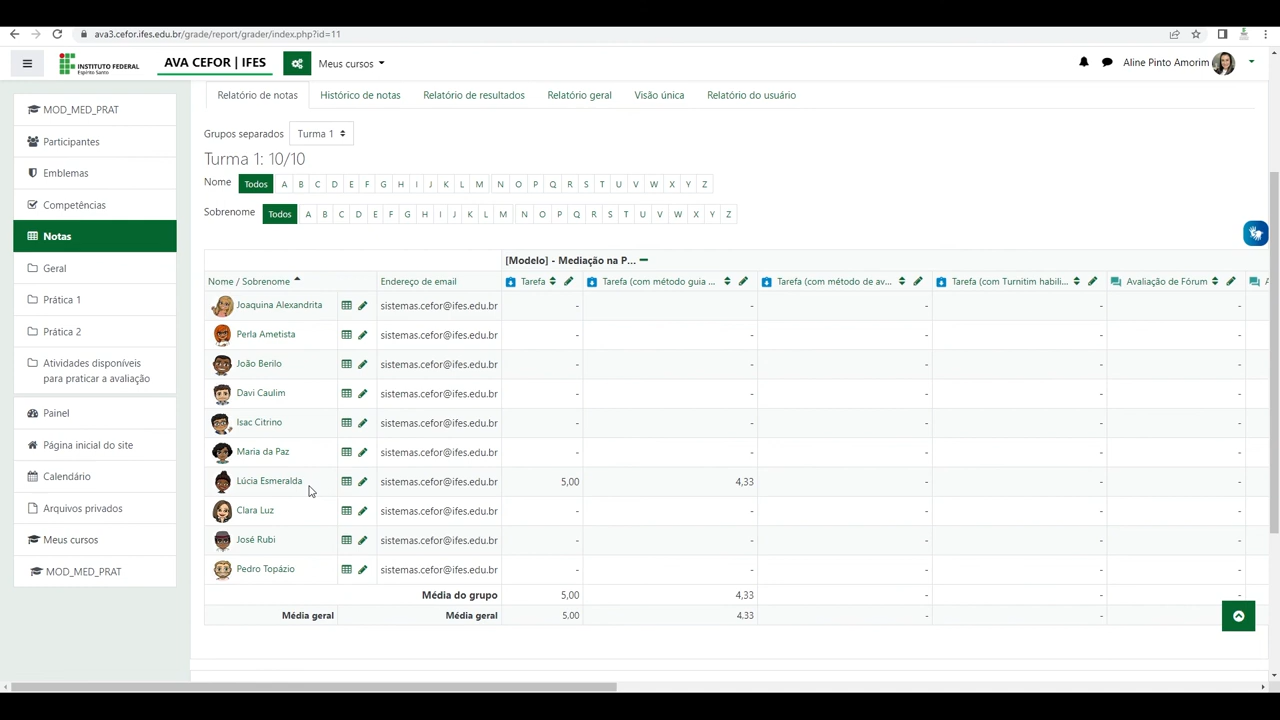 ava3.cefor.ifes.edu.br/grade/report/grader/index.php?id=11
INSTITUTO FEDERAL
Espírito Santo
AVA CEFOR | IFES
Meus cursos
Aline Pinto Amorim
MOD_MED_PRAT
Participantes
Emblemas
Competências
Notas
Geral
Prática 1
Prática 2
Atividades disponíveis
para praticar a avaliação
Painel
Página inicial do site
Calendário
Arquivos privados
Meus cursos
MOD_MED_PRAT
Relatório de notas Histórico de notas Relatório de resultados Relatório geral Visão única Relatório do usuário
Grupos separados Turma 1
Turma 1: 10/10
Nome Todos A B C D E F G H I J K L M N O P Q R S T U V W X Y Z
Sobrenome Todos A B C D E F G H I J K L M N O P Q R S T U V W X Y Z
[Modelo] - Mediação na P...
Nome / Sobrenome Endereço de email Tarefa Tarefa (com método guia ... Tarefa (com método de av... Tarefa (com Turnitim habili... Avaliação de Fórum A
Joaquina Alexandrita sistemas.cefor@ifes.edu.br - - - - -
Perla Ametista sistemas.cefor@ifes.edu.br - - - - -
João Berilo sistemas.cefor@ifes.edu.br - - - - -
Davi Caulim sistemas.cefor@ifes.edu.br - - - - -
Isac Citrino sistemas.cefor@ifes.edu.br - - - - -
Maria da Paz sistemas.cefor@ifes.edu.br - - - - -
Lúcia Esmeralda sistemas.cefor@ifes.edu.br 5,00 4,33 - - -
Clara Luz sistemas.cefor@ifes.edu.br - - - - -
José Rubi sistemas.cefor@ifes.edu.br - - - - -
Pedro Topázio sistemas.cefor@ifes.edu.br - - - - -
Média do grupo 5,00 4,33 - - -
Média geral Média geral 5,00 4,33 - - -